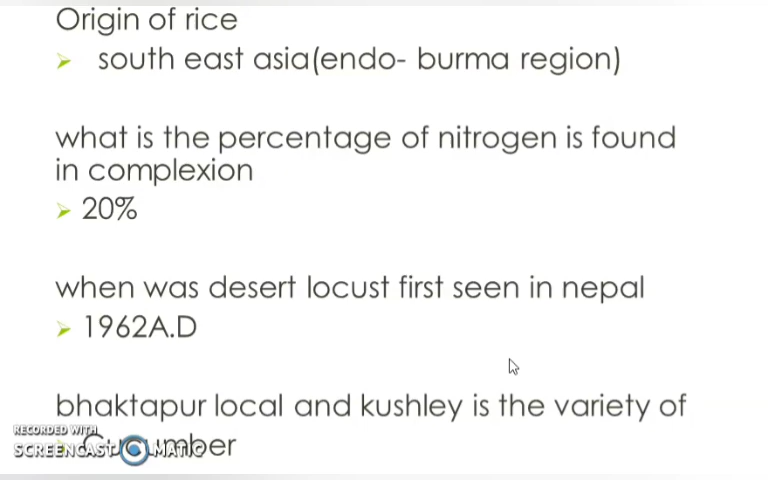 Origin of rice
south east asia(endo- burma region)
what is the percentage of nitrogen is found
in complexion
20%
when was desert locust first seen in nepal
1962A.D
bhaktapur local and kushley is the variety of
RECORDED WITH
Cucumber
SCREENCAST MATIC